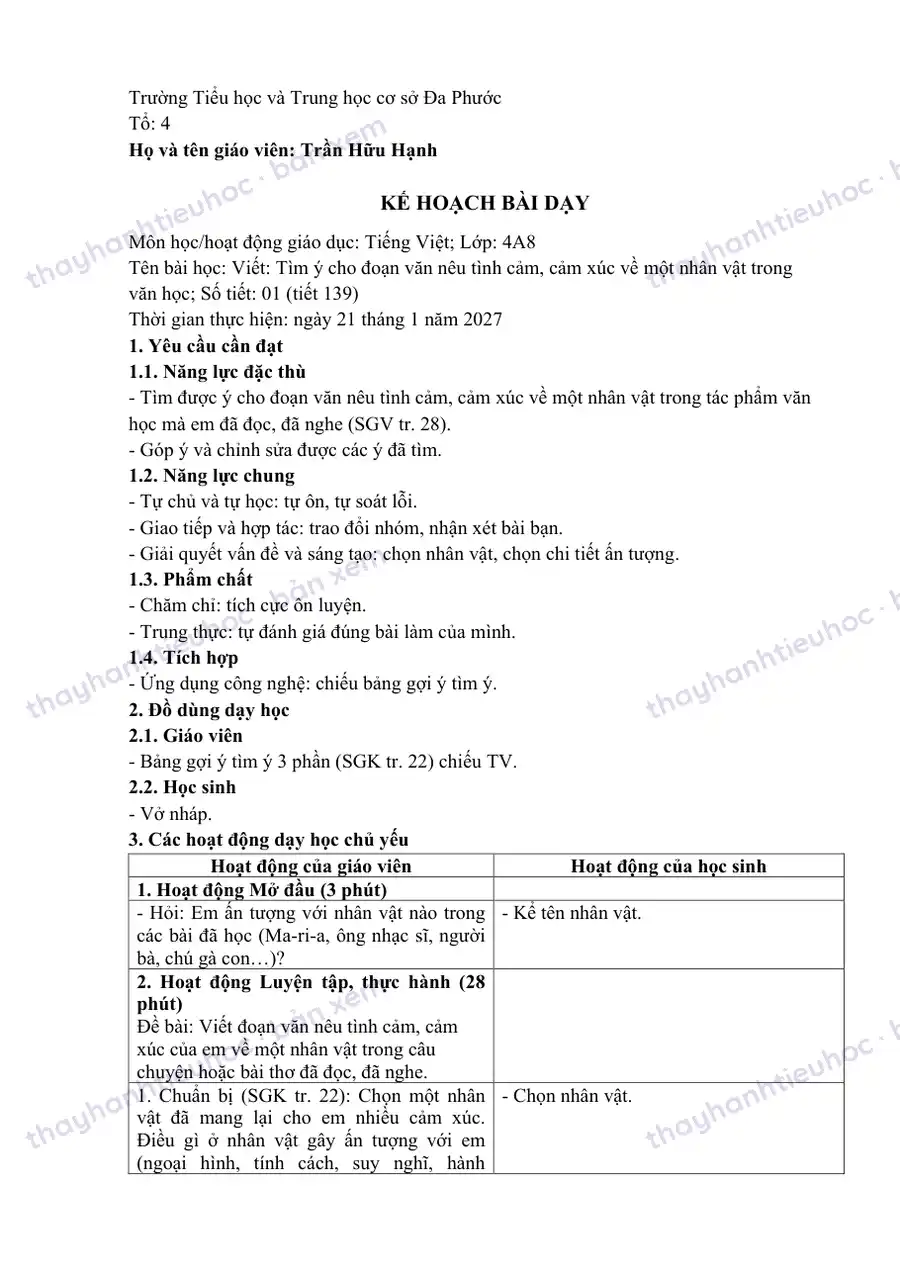 Trường Tiểu học và Trung học cơ sở Đa Phước
Tổ: 4
Họ và tên giáo viên: Trần Hữu Hạnh
KẾ HOẠCH BÀI DẠY
Môn học/hoạt động giáo dục: Tiếng Việt; Lớp: 4A8
Tên bài học: Viết: Tìm ý cho đoạn văn nêu tình cảm, cảm xúc về một nhân vật trong
văn học; Số tiết: 01 (tiết 139)
Thời gian thực hiện: ngày 21 tháng 1 năm 2027
1. Yêu cầu cần đạt
1.1. Năng lực đặc thù
- Tìm được ý cho đoạn văn nêu tình cảm, cảm xúc về một nhân vật trong tác phẩm văn
học mà em đã đọc, đã nghe (SGV tr. 28).
- Góp ý và chỉnh sửa được các ý đã tìm.
1.2. Năng lực chung
- Tự chủ và tự học: tự ôn, tự soát lỗi.
- Giao tiếp và hợp tác: trao đổi nhóm, nhận xét bài bạn.
- Giải quyết vấn đề và sáng tạo: chọn nhân vật, chọn chi tiết ấn tượng.
1.3. Phẩm chất
- Chăm chỉ: tích cực ôn luyện.
- Trung thực: tự đánh giá đúng bài làm của mình.
1.4. Tích hợp
- Ứng dụng công nghệ: chiếu bảng gợi ý tìm ý.
2. Đồ dùng dạy học
2.1. Giáo viên
- Bảng gợi ý tìm ý 3 phần (SGK tr. 22) chiếu TV.
2.2. Học sinh
- Vở nháp.
3. Các hoạt động dạy học chủ yếu
Hoạt động của giáo viên
Hoạt động của học sinh
1. Hoạt động Mở đầu (3 phút)
- Hỏi: Em ấn tượng với nhân vật nào trong
các bài đã học (Ma-ri-a, ông nhạc sĩ, người
bà, chú gà con…)?
- Kể tên nhân vật.
2. Hoạt động Luyện tập, thực hành (28
phút)
Đề bài: Viết đoạn văn nêu tình cảm, cảm
xúc của em về một nhân vật trong câu
chuyện hoặc bài thơ đã đọc, đã nghe.
1. Chuẩn bị (SGK tr. 22): Chọn một nhân
vật đã mang lại cho em nhiều cảm xúc.
Điều gì ở nhân vật gây ấn tượng với em
(ngoại hình, tính cách, suy nghĩ, hành
- Chọn nhân vật.
thayhanhtieuhoc · bản xem
thayhanhtieuhoc · b
thayhanhtieuhoc · bản xem
thayhanhtieuhoc · b
thayhanhtieuhoc · bản xem
thayhanhtieuhoc · b